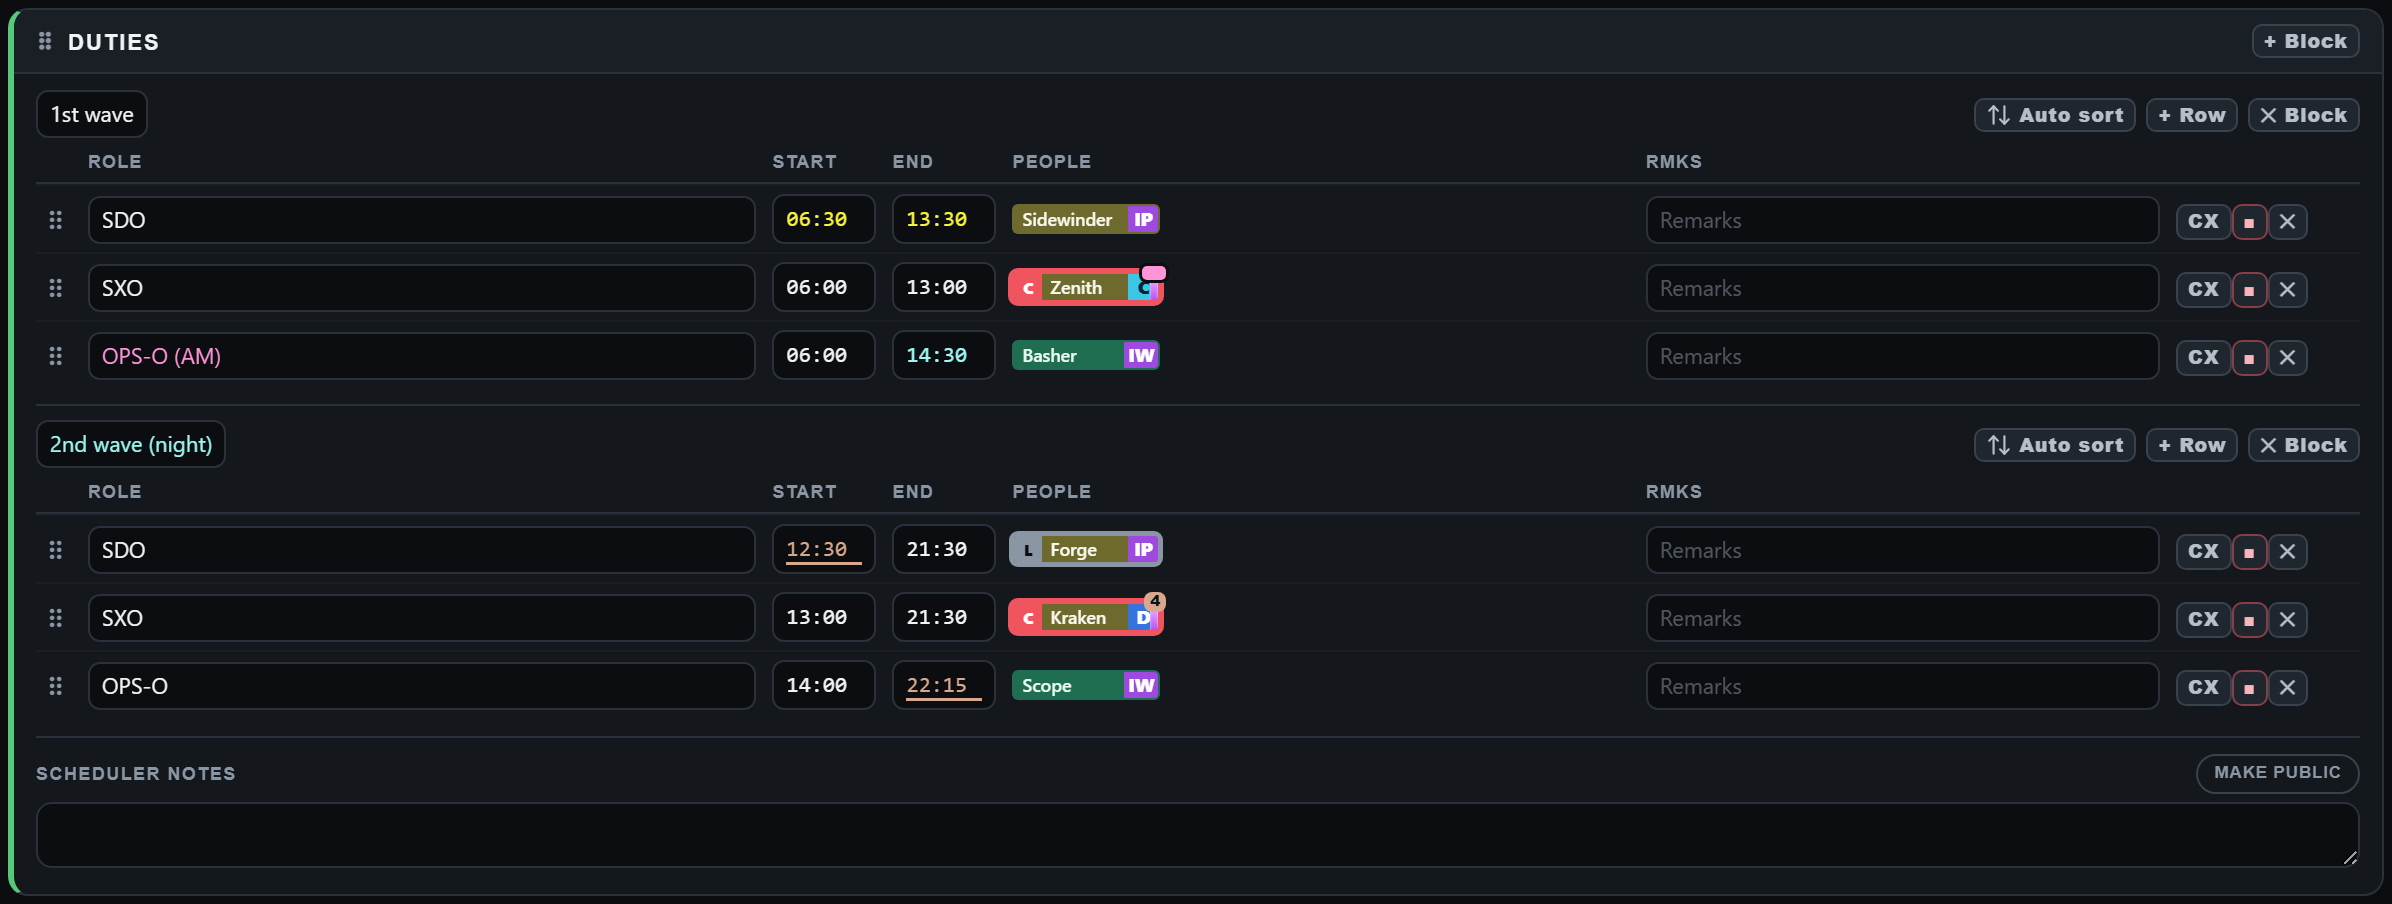 DUTIES + Block
1st wave Auto sort + Row × Block
ROLE START END PEOPLE RMKS
SDO 06:30 13:30 Sidewinder IP Remarks CX ×
SXO 06:00 13:00 C Zenith C Remarks CX ×
OPS-O (AM) 06:00 14:30 Basher IW Remarks CX ×
2nd wave (night) Auto sort + Row × Block
ROLE START END PEOPLE RMKS
SDO 12:30 21:30 L Forge IP Remarks CX ×
SXO 13:00 21:30 C Kraken D 4 Remarks CX ×
OPS-O 14:00 22:15 Scope IW Remarks CX ×
SCHEDULER NOTES MAKE PUBLIC